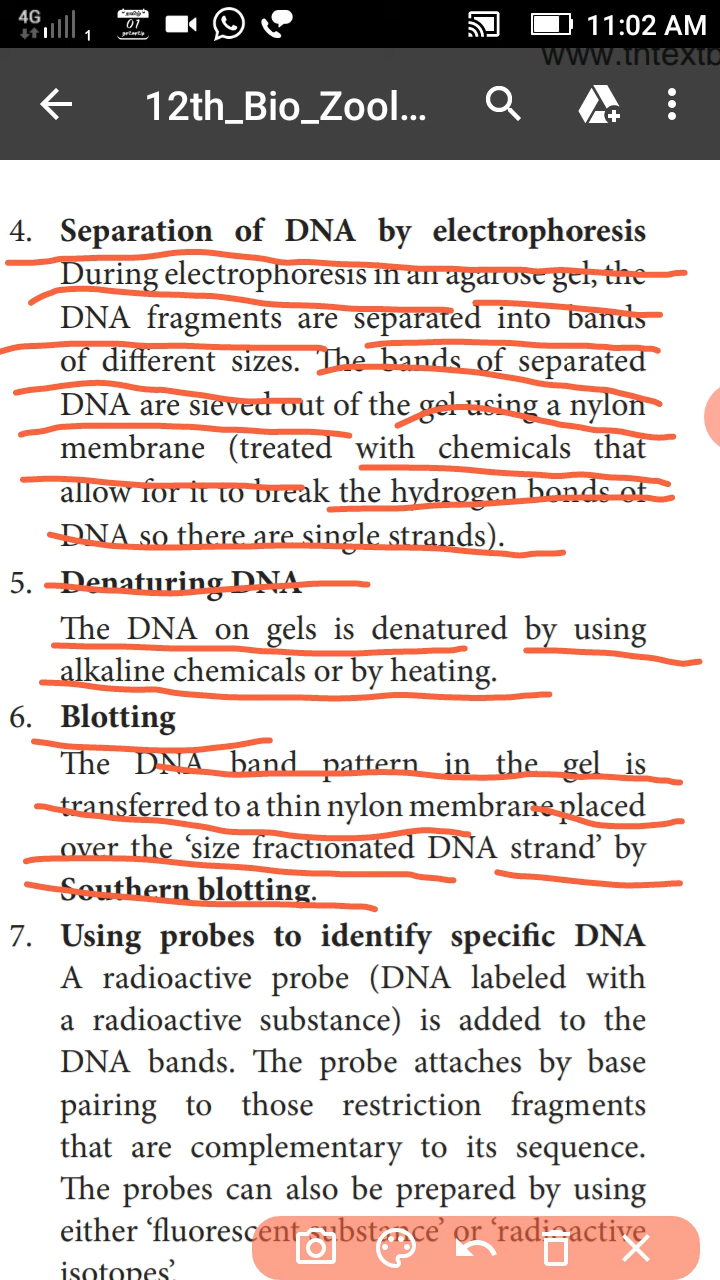 4G
1
01
11:02 AM
www.tntextb
12th_Bio_Zool...
4. Separation of DNA by electrophoresis
During electrophoresis in an agarose gel, the
DNA fragments are separated into bands
of different sizes. The bands of separated
DNA are sieved out of the gel using a nylon
membrane (treated with chemicals that
allow for it to break the hydrogen bonds of
DNA so there are single strands).
5. Denaturing DNA
The DNA on gels is denatured by using
alkaline chemicals or by heating.
6. Blotting
The DNA band pattern in the gel is
transferred to a thin nylon membrane placed
over the ‘size fractionated DNA strand’ by
Southern blotting.
7. Using probes to identify specific DNA
A radioactive probe (DNA labeled with
a radioactive substance) is added to the
DNA bands. The probe attaches by base
pairing to those restriction fragments
that are complementary to its sequence.
The probes can also be prepared by using
either ‘fluorescent substance’ or ‘radioactive
isotopes’.